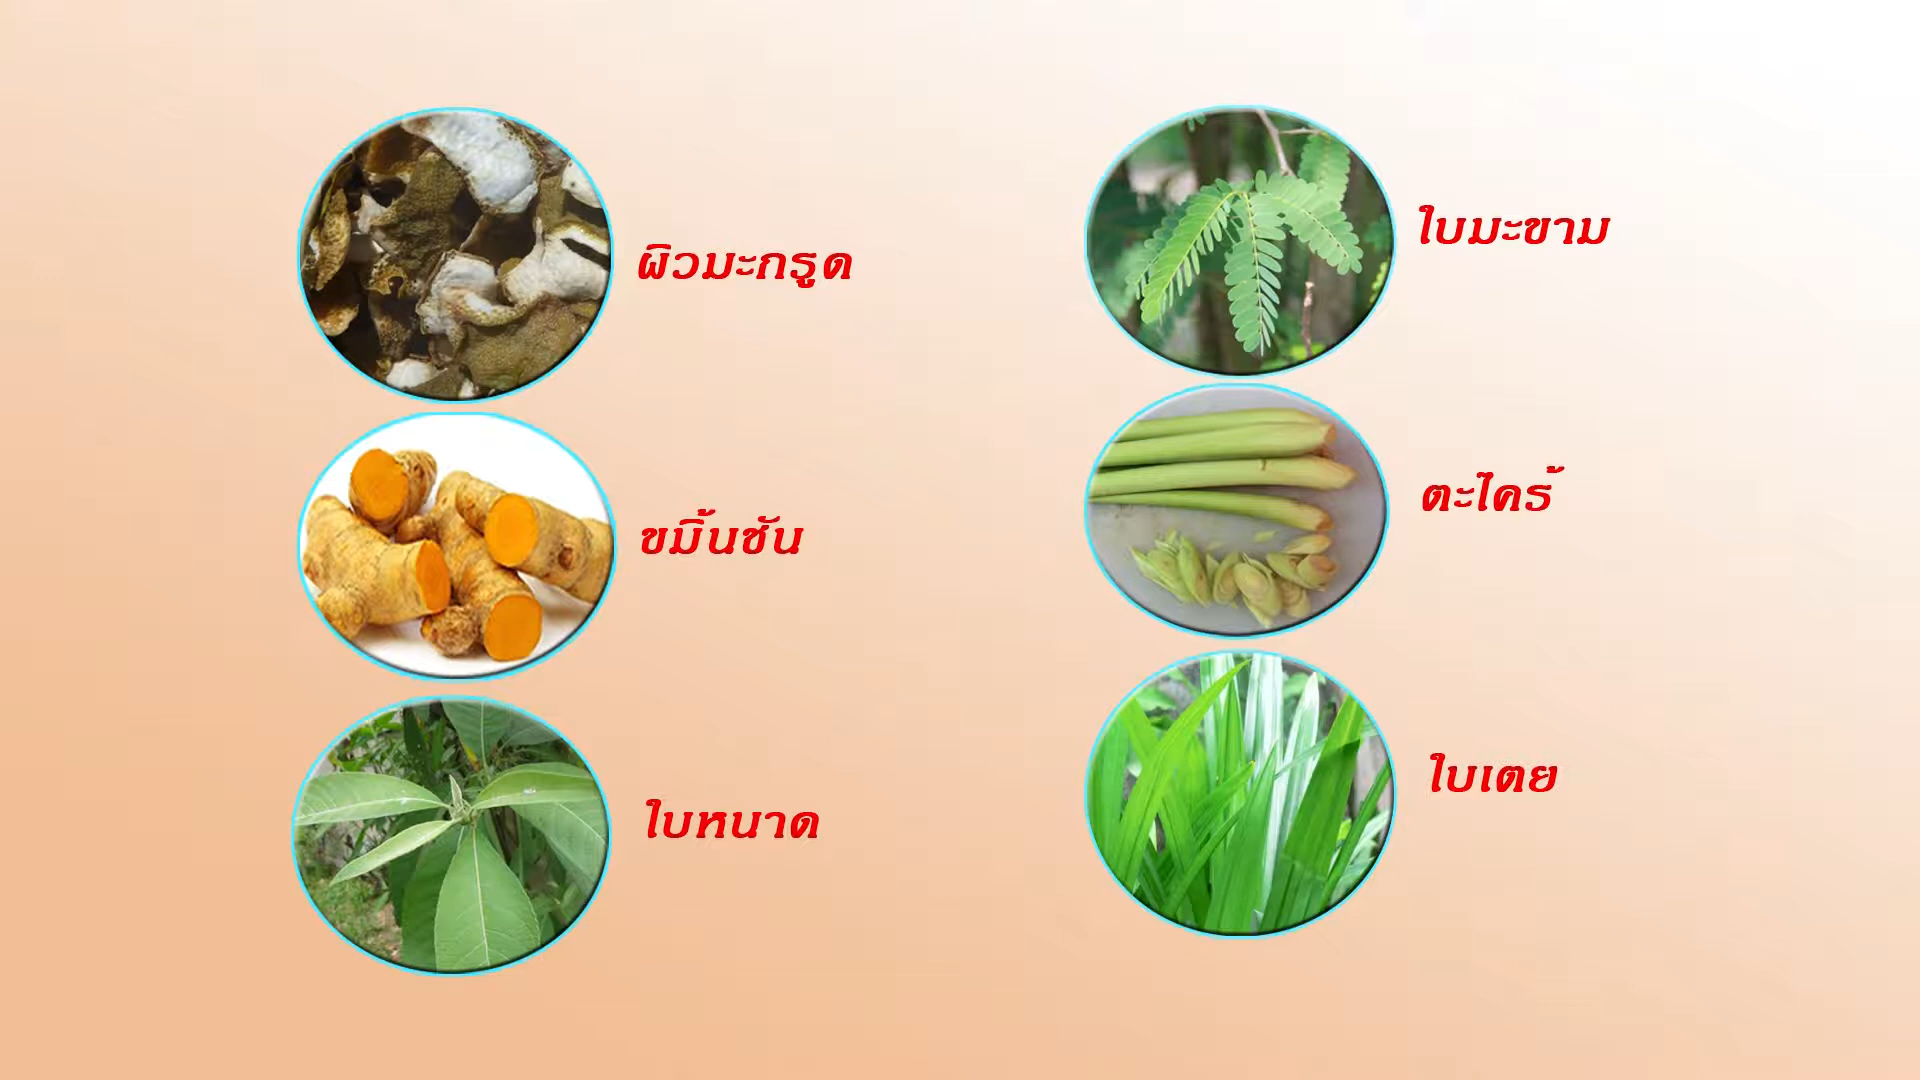 ผิวมะกรูด
ขมิ้นชัน
ใบหนาด
ใบมะขาม
ตะไคร้
ใบเตย